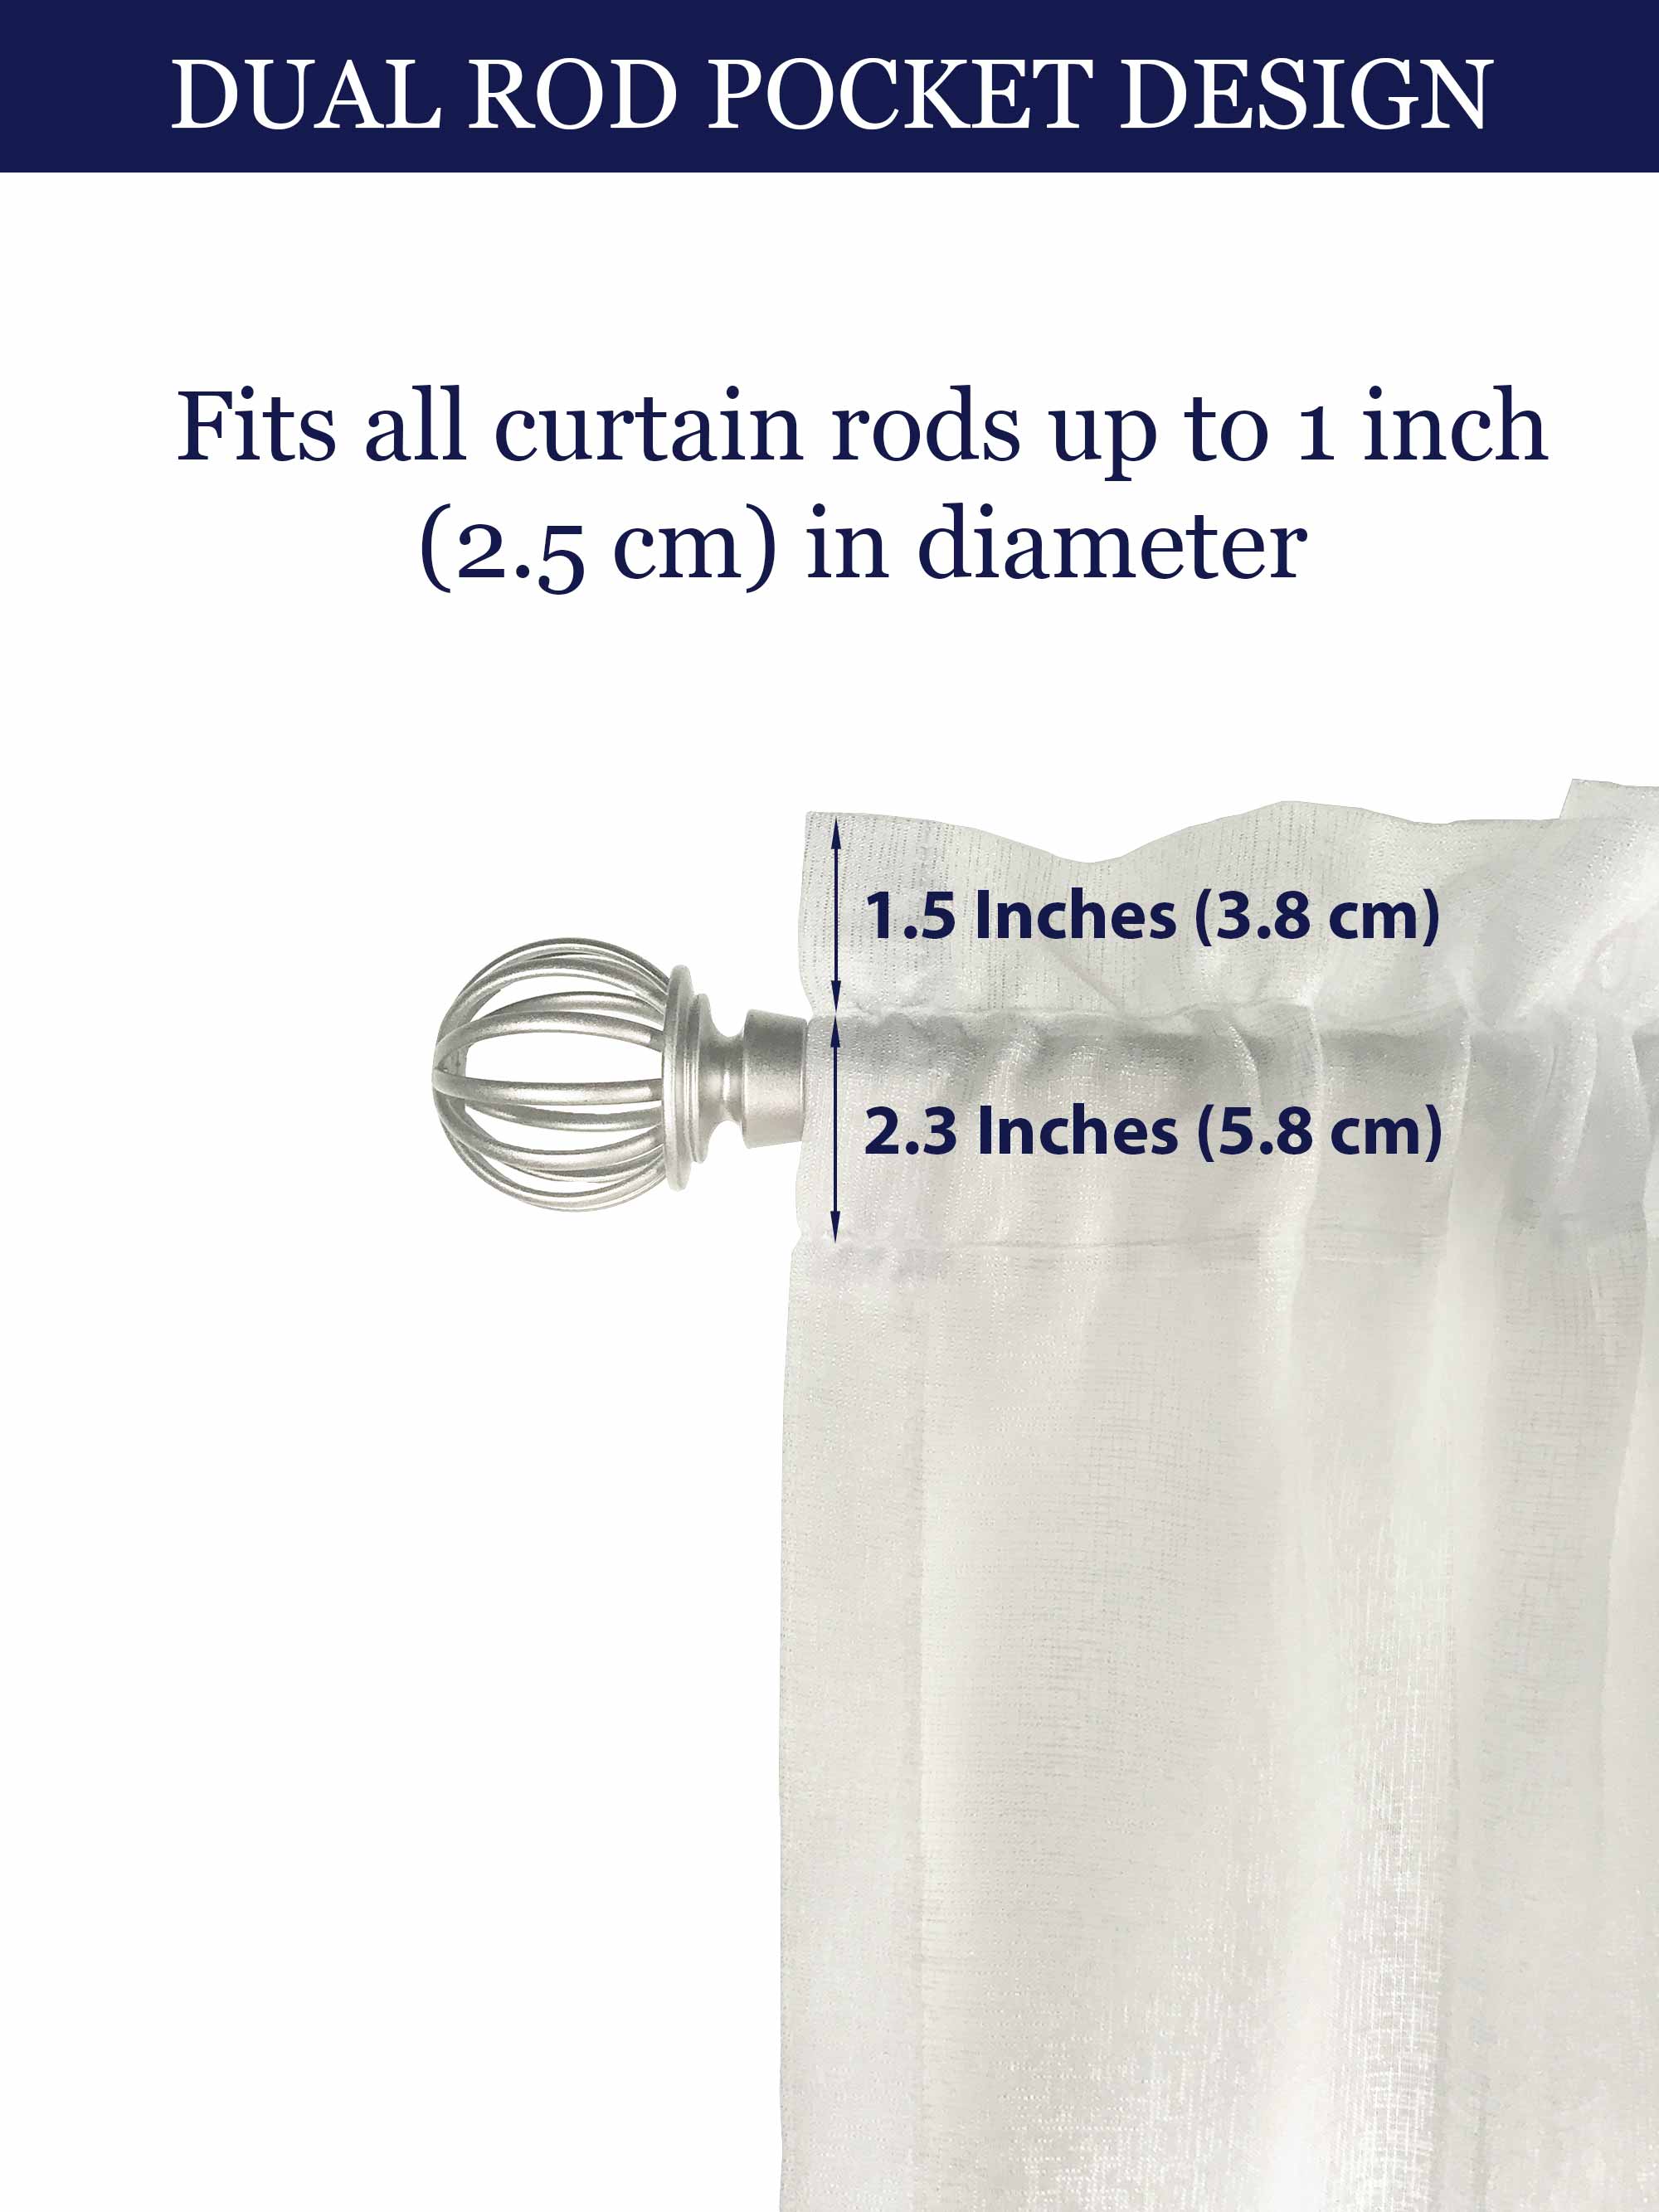 DUAL ROD POCKET DESIGN
Fits all curtain rods up to 1 inch
(2.5 cm) in diameter
1.5 Inches (3.8 cm)
2.3 Inches (5.8 cm)